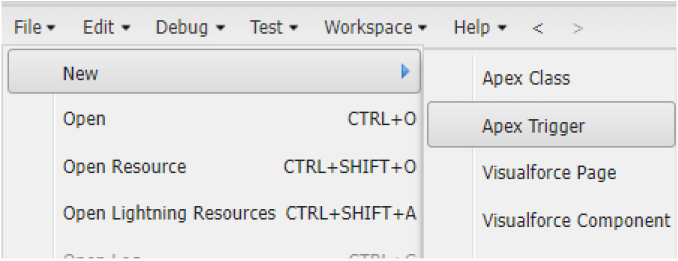 File Edit Debug Test Workspace Help < >
New
Open CTRL+O
Open Resource CTRL+SHIFT+O
Open Lightning Resources CTRL+SHIFT+A
Apex Class
Apex Trigger
Visualforce Page
Visualforce Component